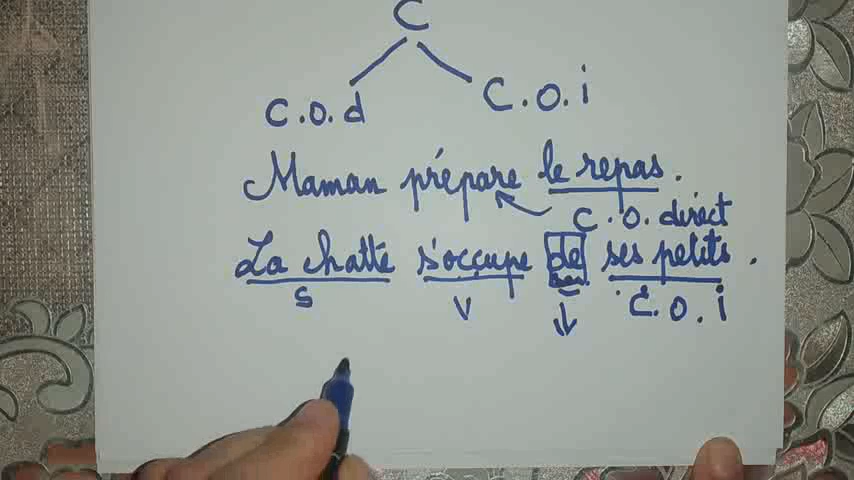 C
C.O.d C.O.i
Maman prépare le repas.
C.O.direct
La chatte s'occupe de ses petits.
S V C.O.i